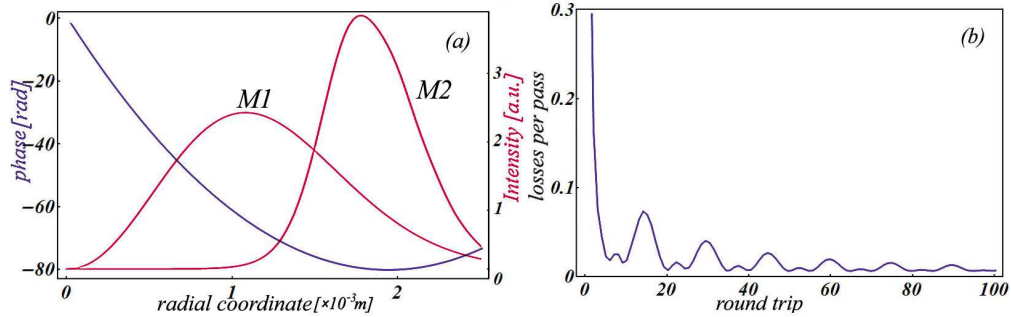 (a)
M1
M2
phase[rad]
0
−20
−40
−60
−80
0
1
2
radial coordinate[×10⁻³m]
3
2
1
0
Intensity [a.u.]
(b)
losses per pass
0.3
0.2
0.1
0
0
20
40
60
80
100
round trip